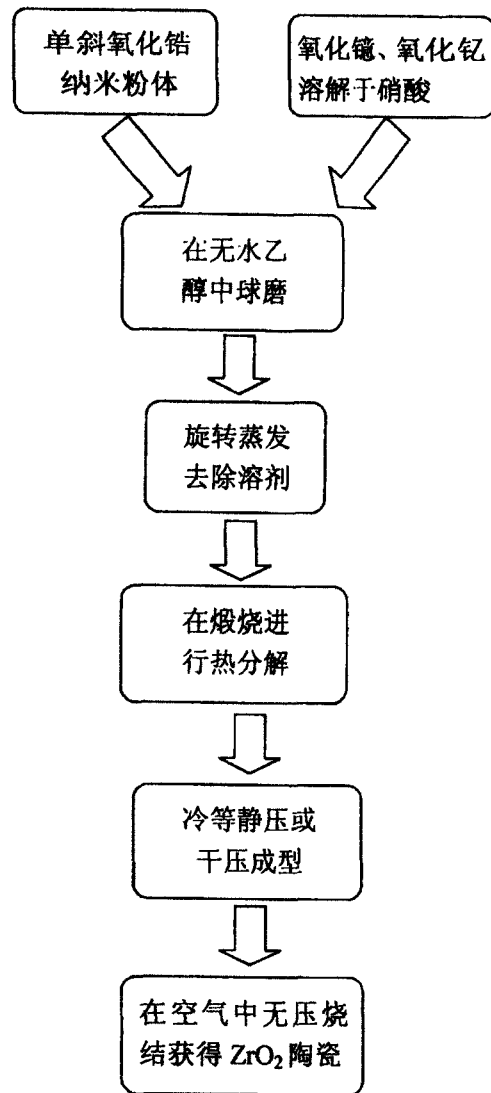 单斜氧化锆
纳米粉体
氧化镱、氧化钇
溶解于硝酸
在无水乙
醇中球磨
旋转蒸发
去除溶剂
在煅烧进
行热分解
冷等静压或
干压成型
在空气中无压烧
结获得 ZrO₂ 陶瓷